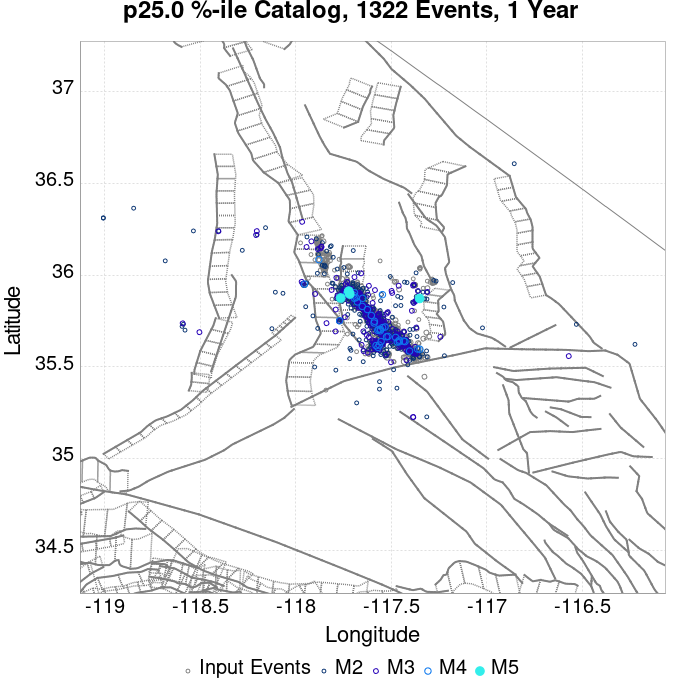 p25.0 %-ile Catalog, 1322 Events, 1 Year
37
36.5
36
35.5
35
34.5
Latitude
-119 -118.5 -118 -117.5 -117 -116.5
Longitude
Input Events M2 M3 M4 M5